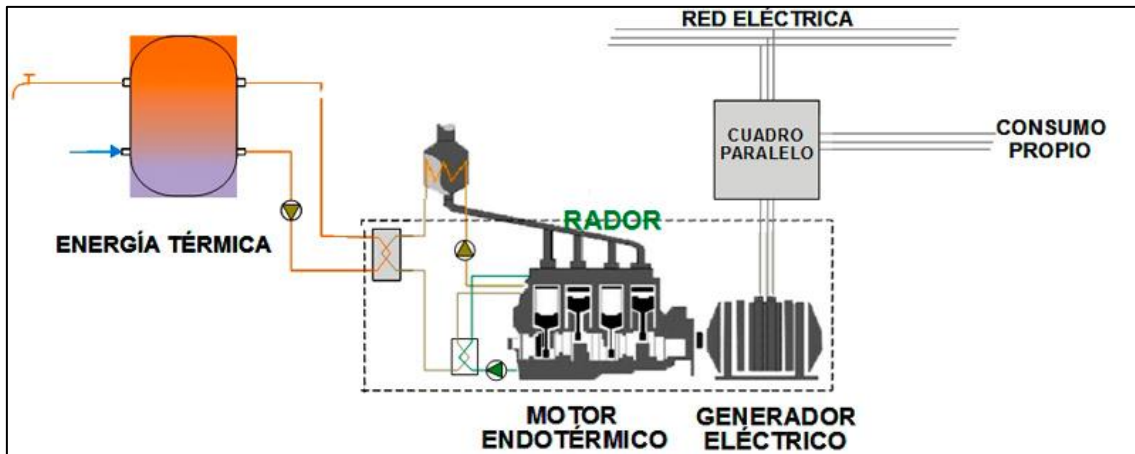 RED ELÉCTRICA
CUADRO
PARALELO
CONSUMO
PROPIO
ENERGÍA TÉRMICA
RADOR
MOTOR
ENDOTÉRMICO
GENERADOR
ELÉCTRICO